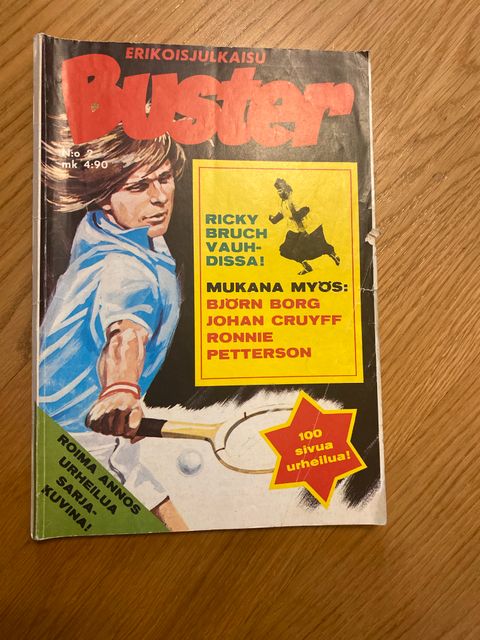 ERIKOISJULKAISU
Buster
N:o 2
mk 4:90
RICKY
BRUCH
VAUH-
DISSA!
MUKANA MYÖS:
BJÖRN BORG
JOHAN CRUYFF
RONNIE
PETTERSON
100
sivua
urheilua!
ROIMA ANNOS
URHEILUA
SARJA-
KUVINA!